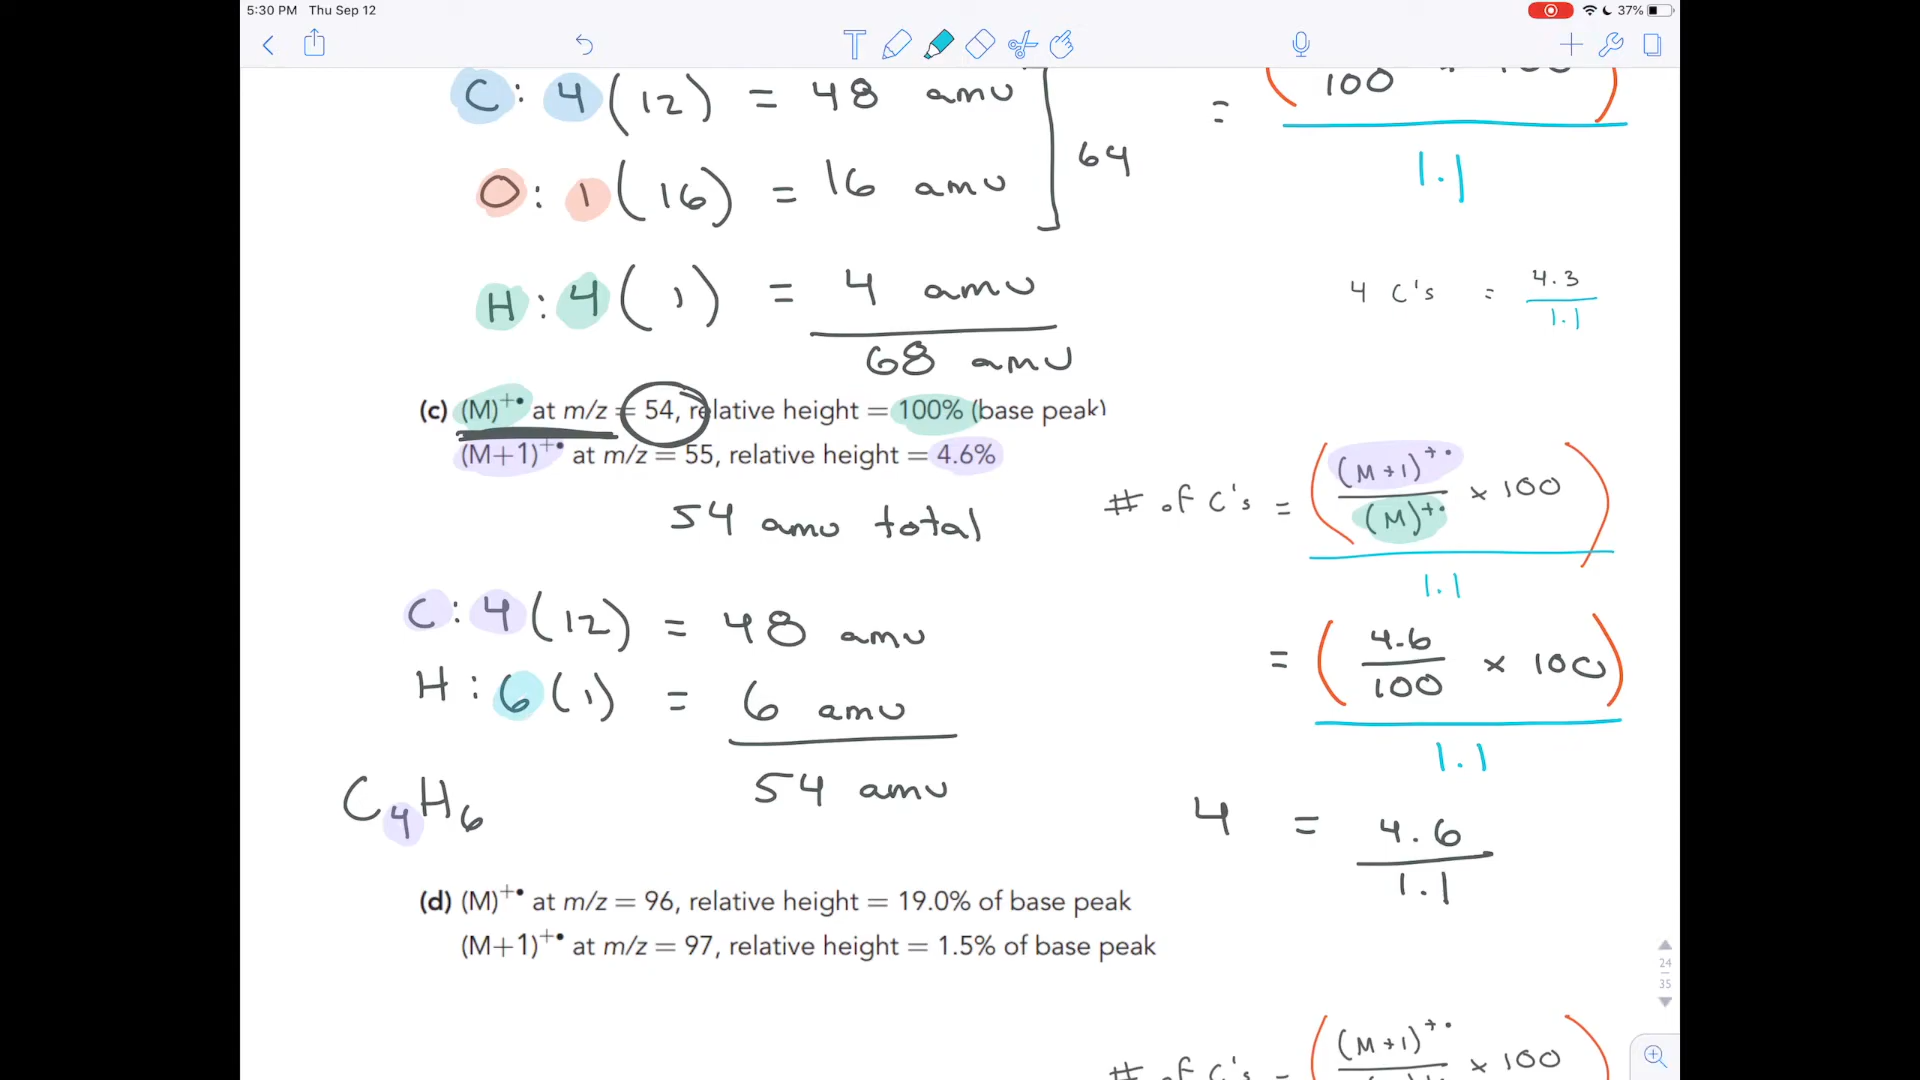 5:30 PM Thu Sep 12
37%
T
C: 4 (12) = 48 amu
O: 1 (16) = 16 amu
] 64
H: 4 (1) = 4 amu
68 amu
=
100
1.1
4 C's = 4.3
1.1
(c) (M)+• at m/z = 54, relative height = 100% (base peak)
(M+1)+• at m/z = 55, relative height = 4.6%
54 amu total
C: 4 (12) = 48 amu
H: 6 (1) = 6 amu
54 amu
C4H6
# of C's = ( (M+1)+•
(M)+• × 100 )
1.1
= ( 4.6
100 × 100 )
1.1
4 = 4.6
1.1
(d) (M)+• at m/z = 96, relative height = 19.0% of base peak
(M+1)+• at m/z = 97, relative height = 1.5% of base peak
24
35
# of C's = ( (M+1)+•
× 100 )